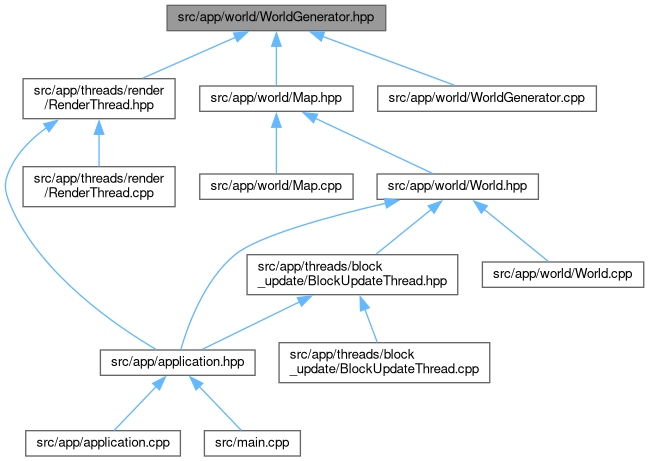 src/app/world/WorldGenerator.hpp
src/app/threads/render
/RenderThread.hpp
src/app/world/Map.hpp
src/app/world/WorldGenerator.cpp
src/app/threads/render
/RenderThread.cpp
src/app/world/Map.cpp
src/app/world/World.hpp
src/app/threads/block
_update/BlockUpdateThread.hpp
src/app/world/World.cpp
src/app/application.hpp
src/app/threads/block
_update/BlockUpdateThread.cpp
src/app/application.cpp
src/main.cpp